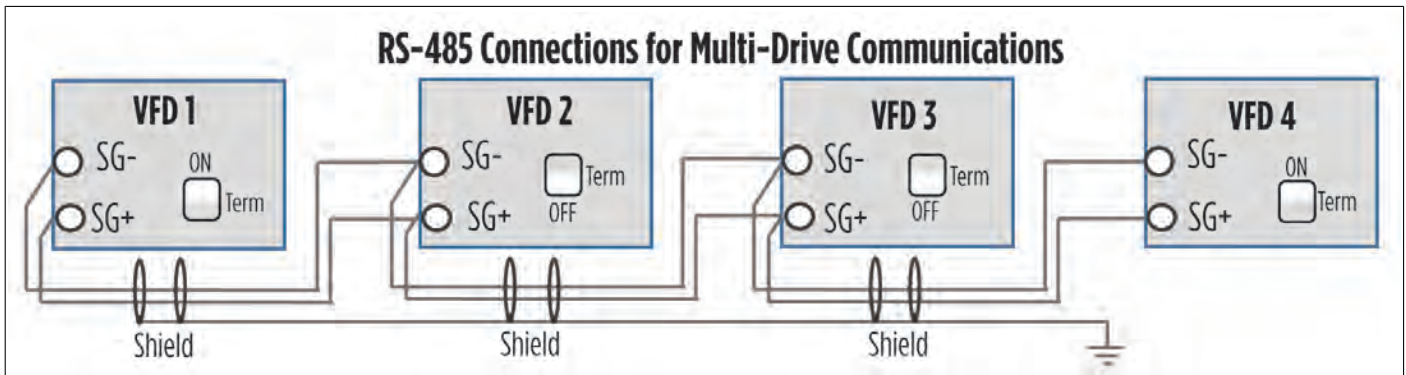 RS-485 Connections for Multi-Drive Communications
VFD 1
SG-
ON
Term
SG+
VFD 2
SG-
Term
OFF
SG+
VFD 3
SG-
Term
OFF
SG+
VFD 4
SG-
ON
Term
SG+
Shield
Shield
Shield